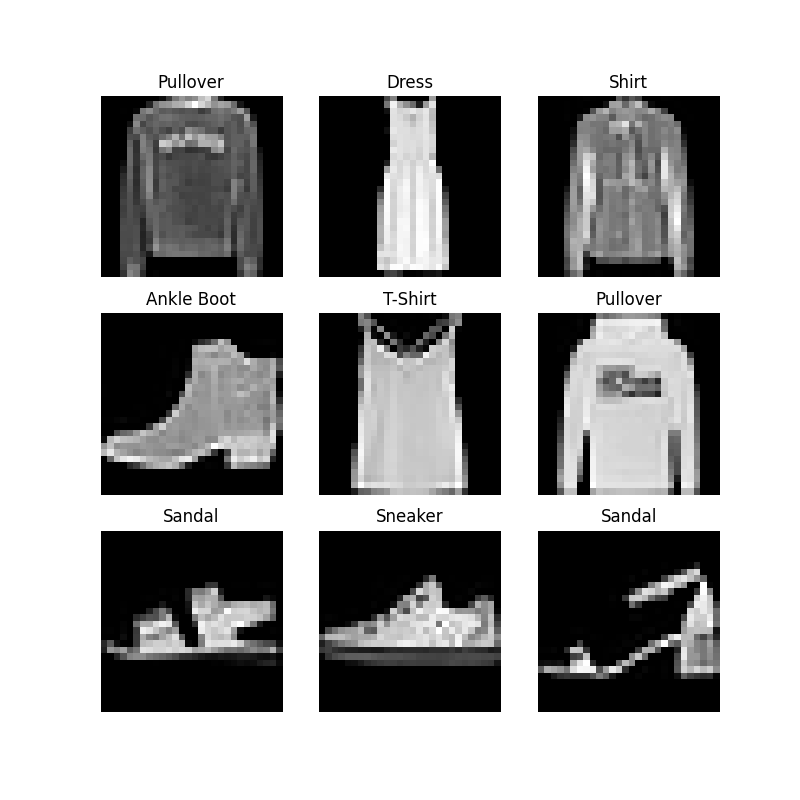 Pullover
Dress
Shirt
Ankle Boot
T-Shirt
Pullover
Sandal
Sneaker
Sandal